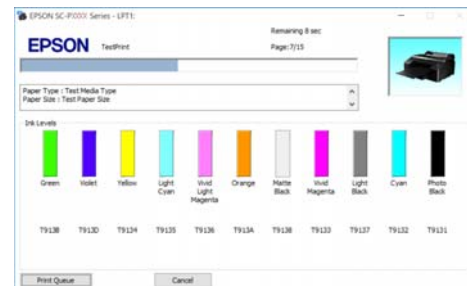 EPSON SC-PXXXX Series - LPT1:
EPSON
TestPrint
Remaining 8 sec
Page:7/15
Paper Type : Test Media Type
Paper Size : Test Paper Size
Ink Levels
Green
Violet
Yellow
Light
Cyan
Vivid
Light
Magenta
Orange
Matte
Black
Vivid
Magenta
Light
Black
Cyan
Photo
Black
T913B
T913D
T9134
T9135
T9136
T913A
T9138
T9133
T9137
T9132
T9131
Print Queue
Cancel